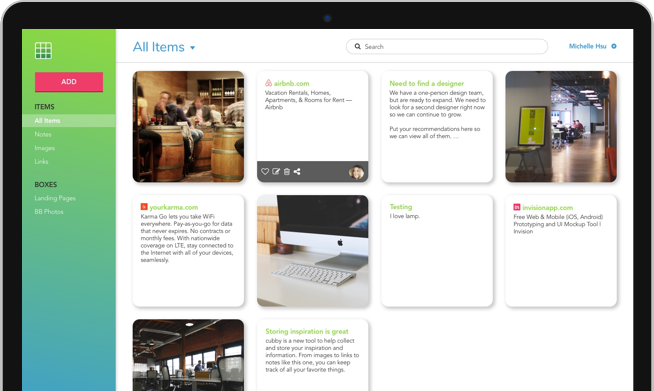 All Items
Search
Michelle Hsu
ADD
ITEMS
All Items
Notes
Images
Links
BOXES
Landing Pages
BB Photos
airbnb.com
Vacation Rentals, Homes,
Apartments, & Rooms for Rent —
Airbnb
Need to find a designer
We have a one-person design team,
but are ready to expand. We need to
look for a second designer right now
so we can continue to grow.
Put your recommendations here so
we can view all of them. ...
yourkarma.com
Karma Go lets you take WiFi
everywhere. Pay-as-you-go for data
that never expires. No contracts or
monthly fees. With nationwide
coverage on LTE, stay connected to
the Internet with all of your devices,
seamlessly.
Testing
I love lamp.
invisionapp.com
Free Web & Mobile (iOS, Android)
Prototyping and UI Mockup Tool |
Invision
Storing inspiration is great
cubby is a new tool to help collect
and store your inspiration and
information. From images to links to
notes like this one, you can keep
track of all your favorite things.